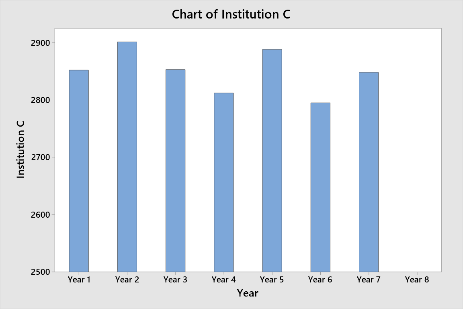 Chart of Institution C
2900
2800
2700
2600
2500
Institution C
Year 1 Year 2 Year 3 Year 4 Year 5 Year 6 Year 7 Year 8
Year